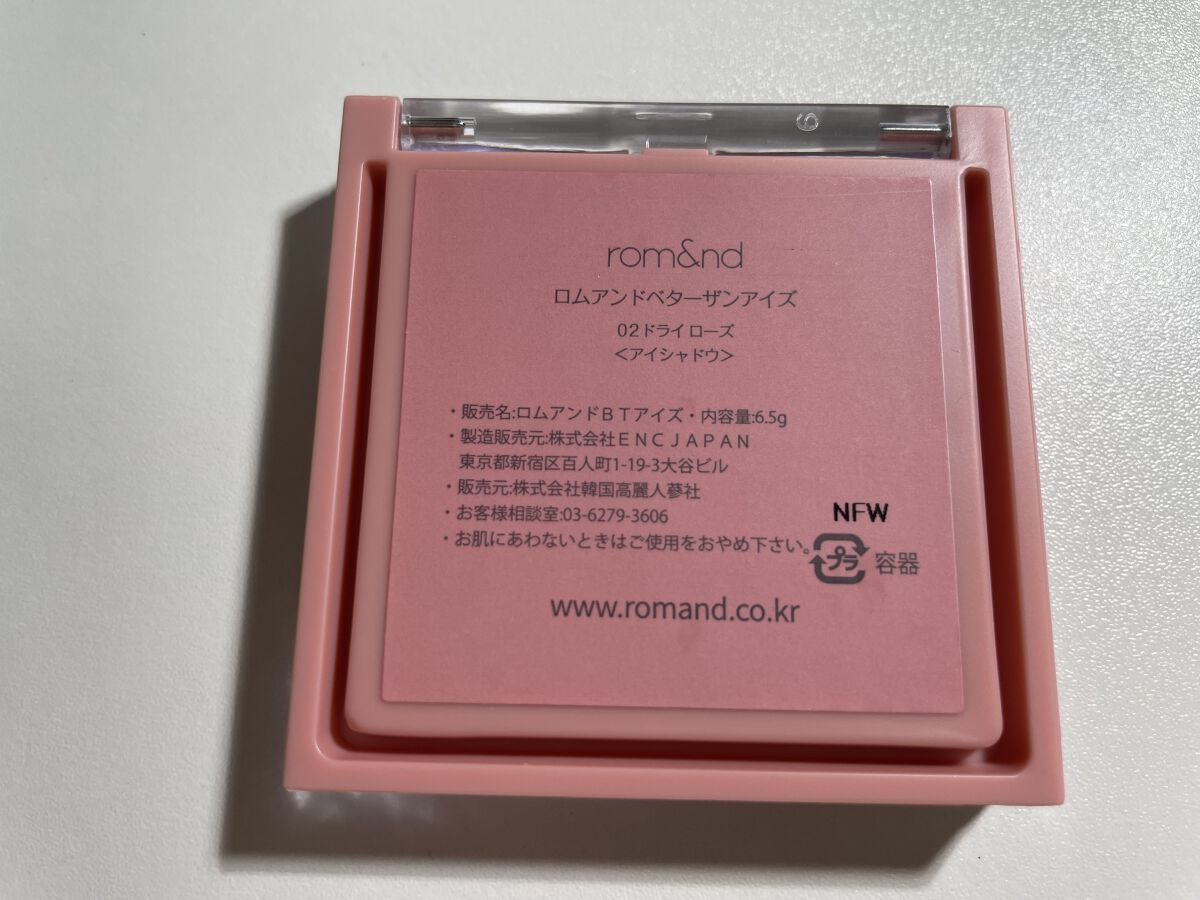 rom&nd
ロムアンドベターザンアイズ
02ドライローズ
<アイシャドウ>
・販売名:ロムアンドBTアイズ・内容量:6.5g
・製造販売元:株式会社ENCJAPAN
東京都新宿区百人町1-19-3大谷ビル
・販売元:株式会社韓国高麗人蔘社
・お客様相談室:03-6279-3606
・お肌にあわないときはご使用をおやめ下さい。
NFW
プラ 容器
www.romand.co.kr